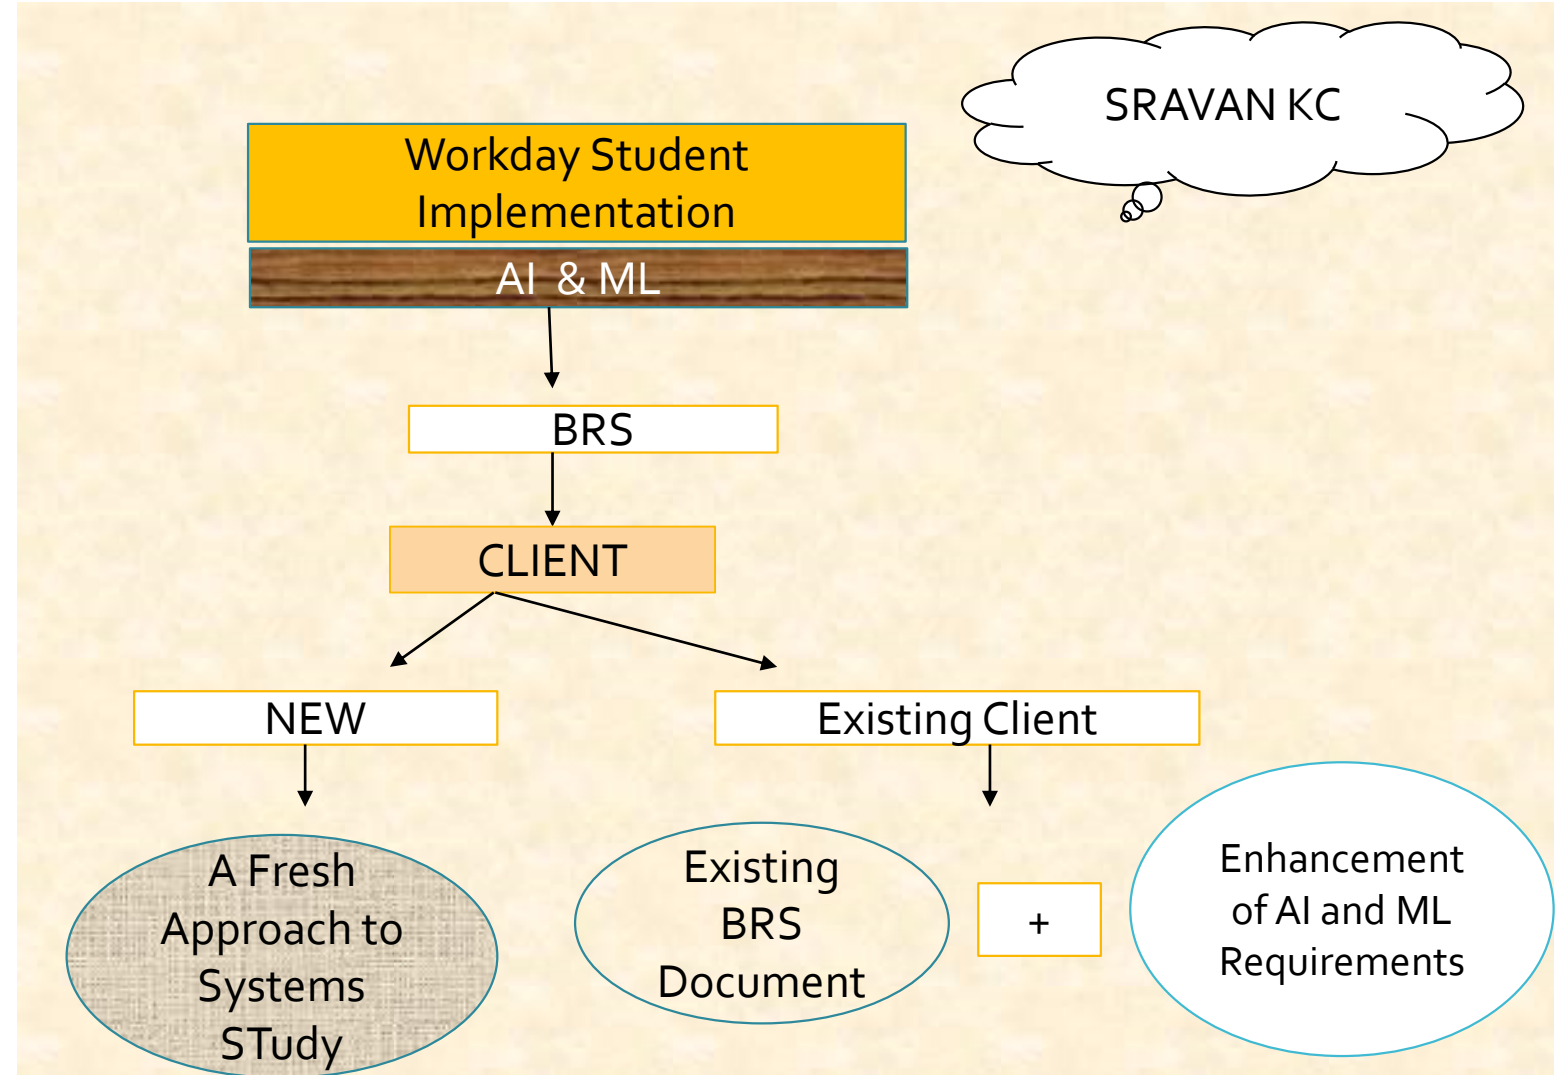 SRAVAN KC
Workday Student
Implementation
AI & ML
BRS
CLIENT
NEW
Existing Client
A Fresh
Approach to
Systems
STudy
Existing
BRS
Document
+
Enhancement
of AI and ML
Requirements